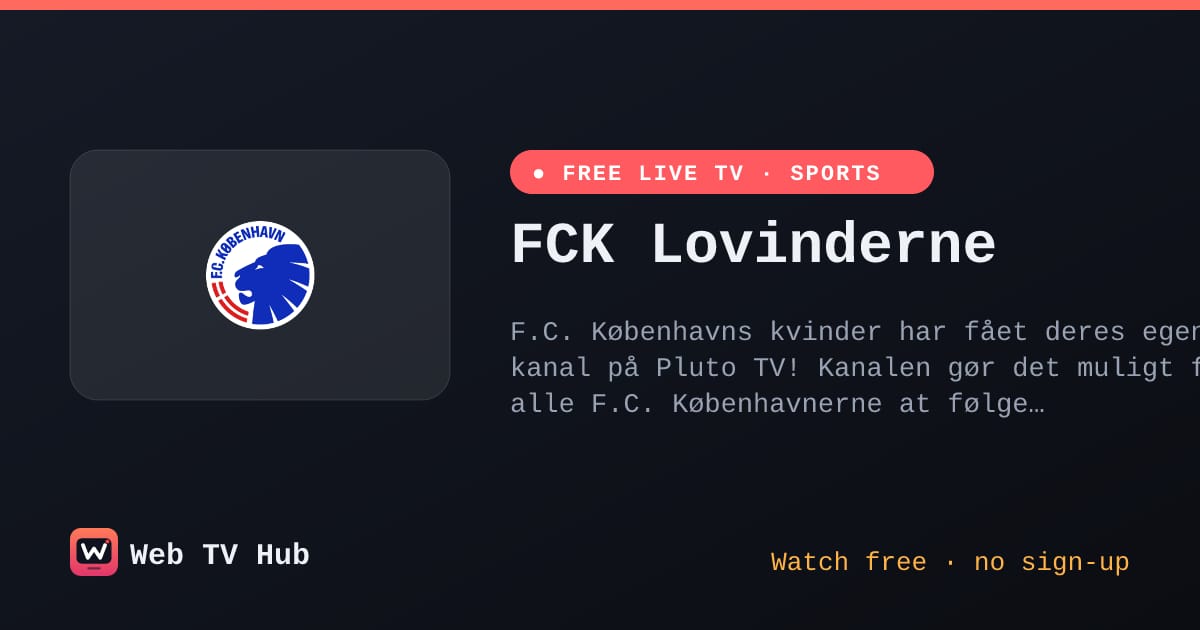 ● FREE LIVE TV · SPORTS
F.C. KØBENHAVN
FCK Lovinderne
F.C. Københavns kvinder har fået deres egen
kanal på Pluto TV! Kanalen gør det muligt f
alle F.C. Københavnerne at følge…
W
Web TV Hub
Watch free · no sign-up